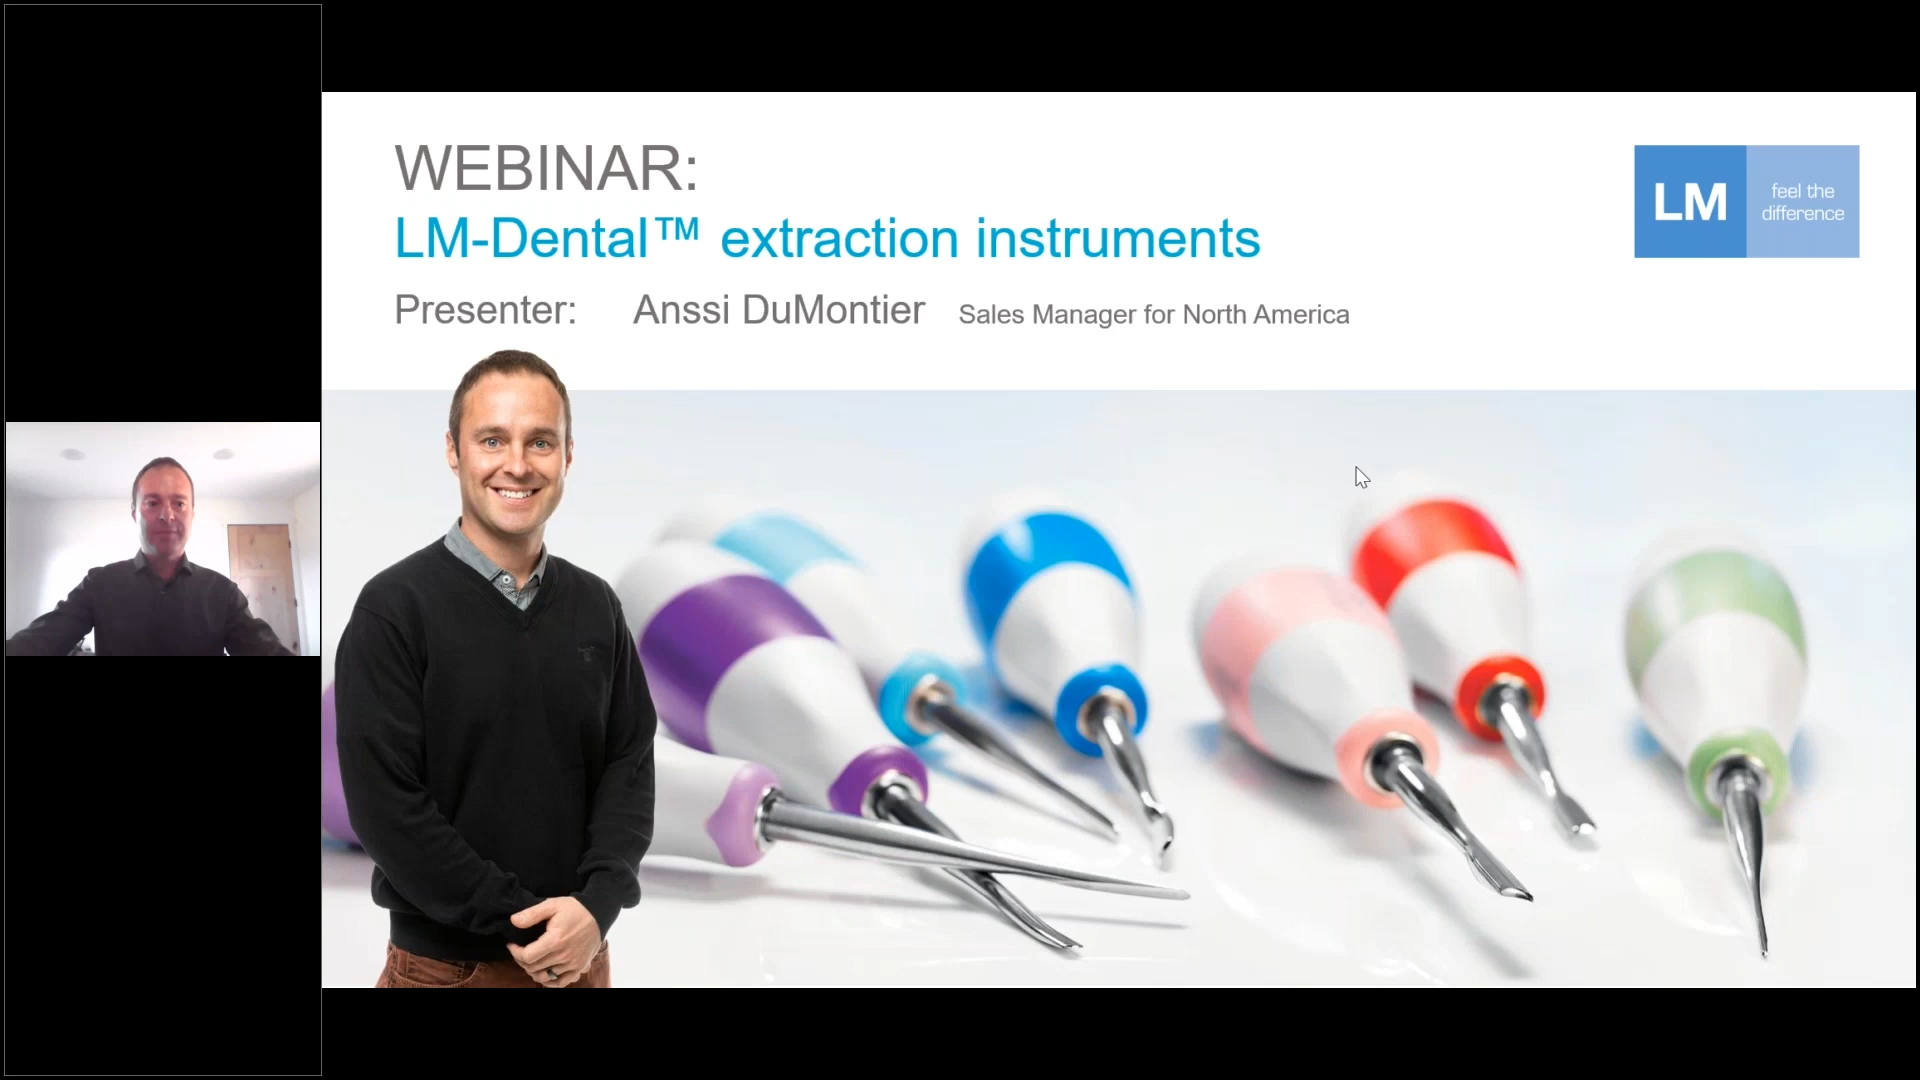 WEBINAR:
LM-Dental™ extraction instruments
Presenter: Anssi DuMontier Sales Manager for North America
LM
feel the
difference